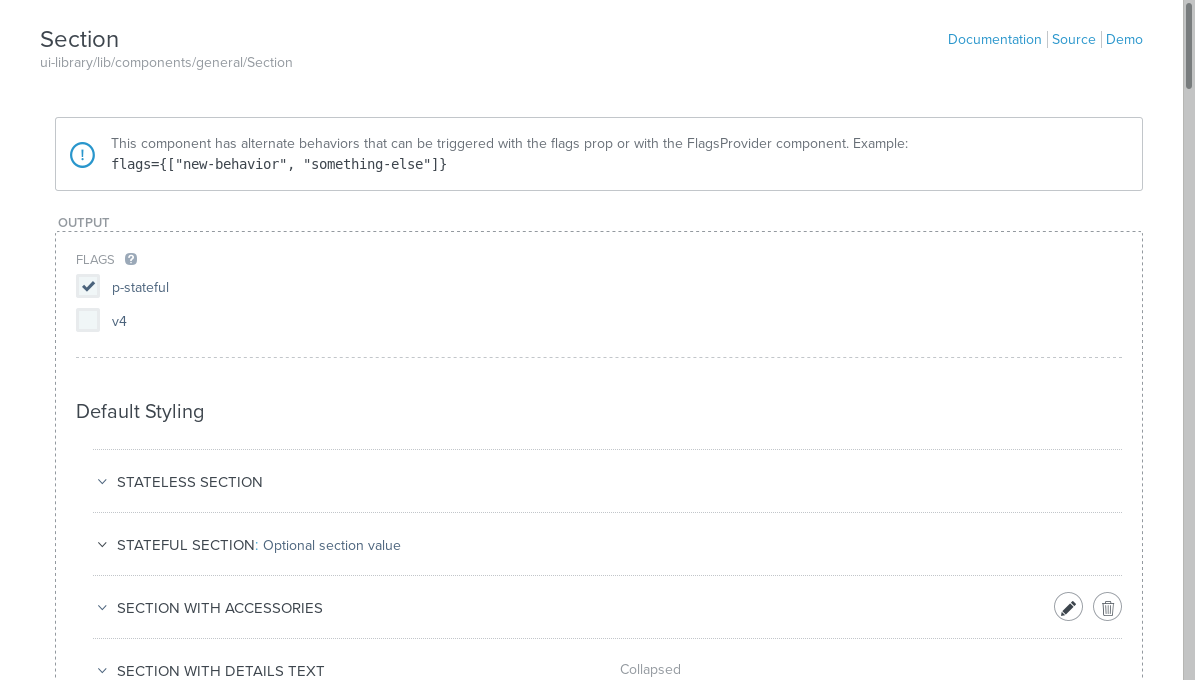 Section
Documentation Source Demo
ui-library/lib/components/general/Section
This component has alternate behaviors that can be triggered with the flags prop or with the FlagsProvider component. Example:
flags={["new-behavior", "something-else"]}
OUTPUT
FLAGS ?
p-stateful
v4
Default Styling
STATELESS SECTION
STATEFUL SECTION: Optional section value
SECTION WITH ACCESSORIES
SECTION WITH DETAILS TEXT Collapsed